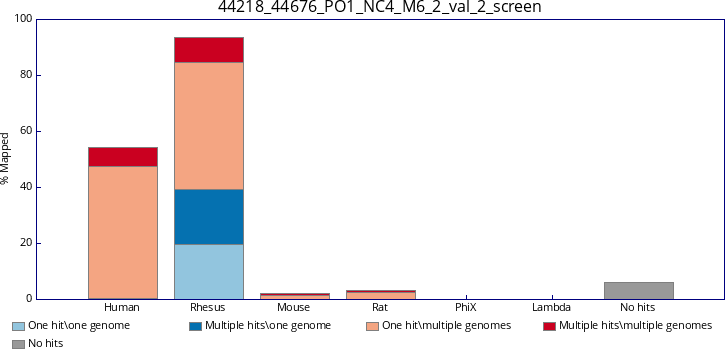 44218_44676_PO1_NC4_M6_2_val_2_screen
% Mapped
100
80
60
40
20
0
Human Rhesus Mouse Rat PhiX Lambda No hits
One hit\one genome Multiple hits\one genome One hit\multiple genomes Multiple hits\multiple genomes
No hits